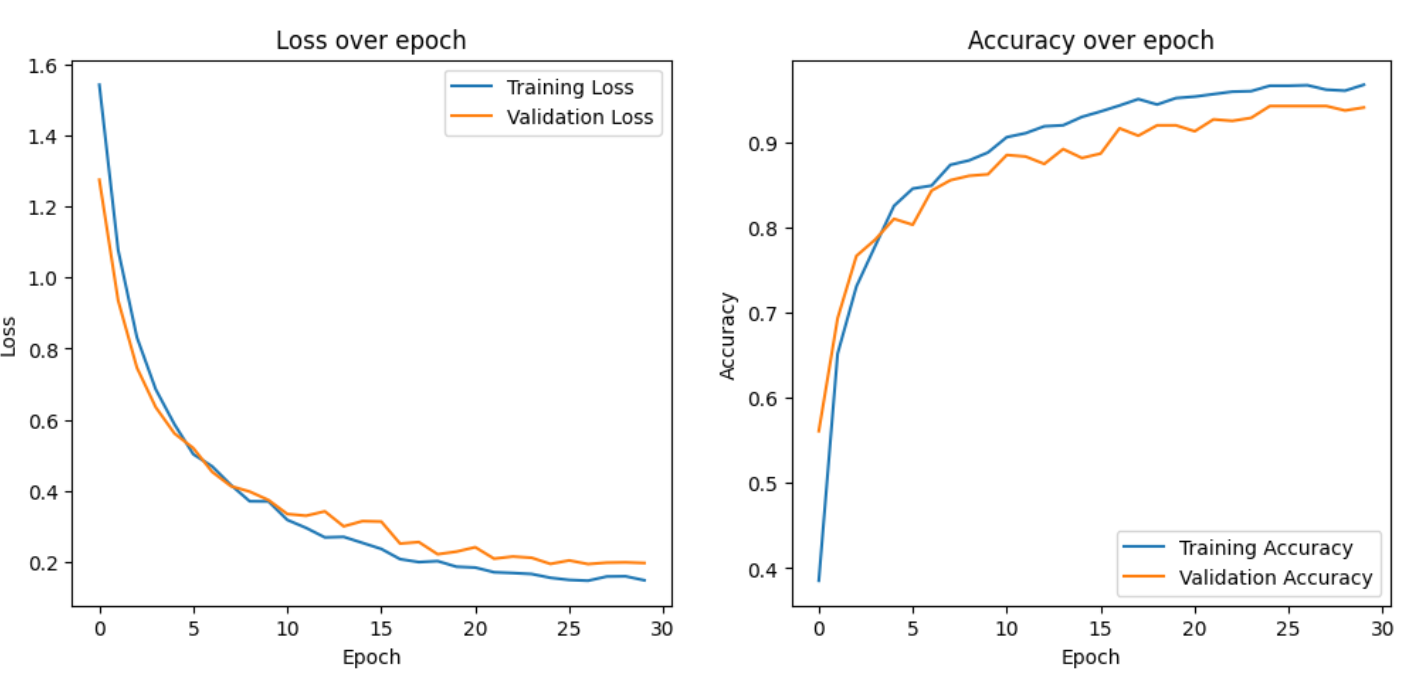 Loss over epoch
1.6
1.4
1.2
1.0
0.8
0.6
0.4
0.2
Loss
Training Loss
Validation Loss
0 5 10 15 20 25 30
Epoch
Accuracy over epoch
0.9
0.8
0.7
0.6
0.5
0.4
Accuracy
Training Accuracy
Validation Accuracy
0 5 10 15 20 25 30
Epoch